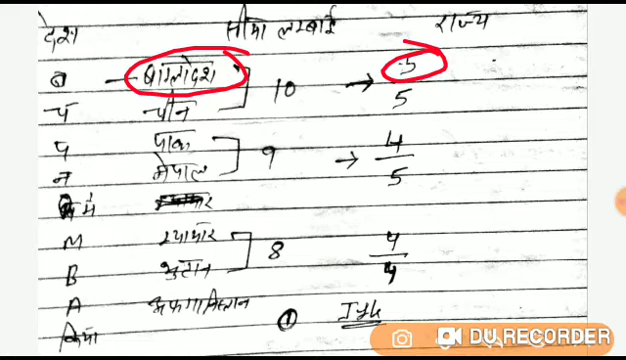 देश सीमा लम्बाई राज्य
ब — बांग्लादेश 10 → 5
च चीन 5
प पाक 9 → 4
न नेपाल 5
में
M म्यांमार 8 4
B भूटान 4
A अफगानिस्तान ① J&K
किया
DU RECORDER